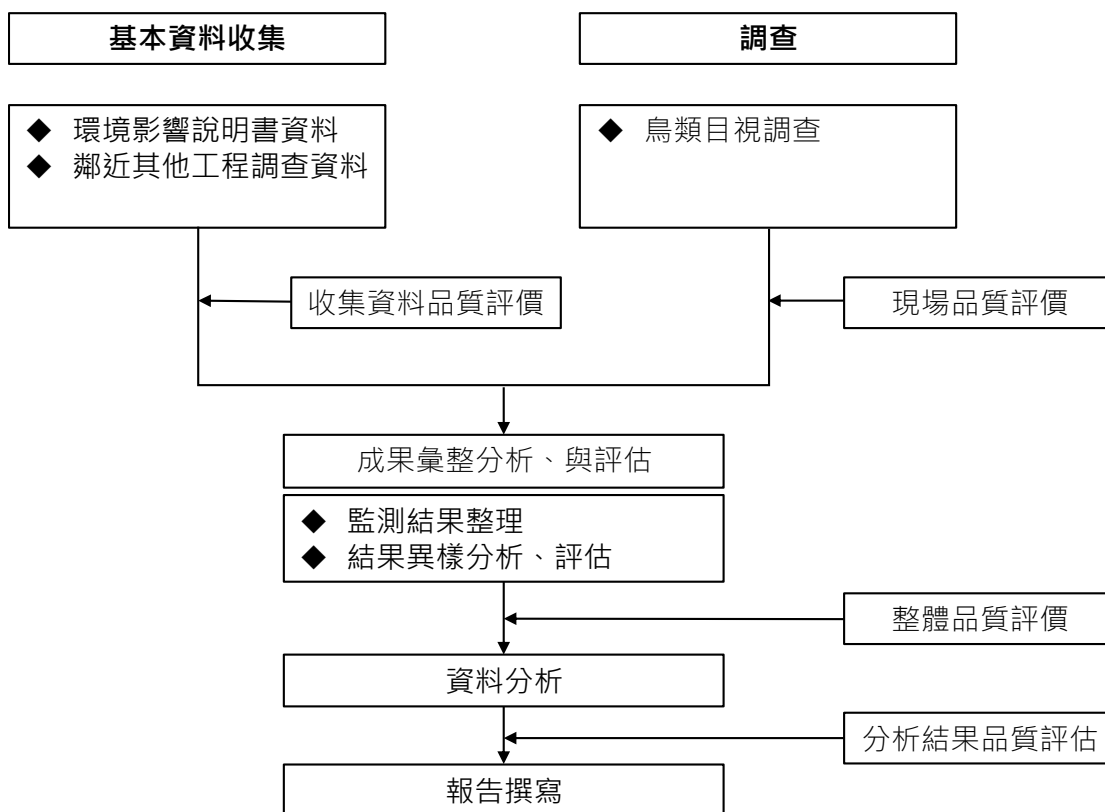 基本資料收集
調查
◆ 環境影響說明書資料
◆ 鄰近其他工程調查資料
◆ 鳥類目視調查
收集資料品質評價
現場品質評價
成果彙整分析、與評估
◆ 監測結果整理
◆ 結果異樣分析、評估
整體品質評價
資料分析
分析結果品質評估
報告撰寫